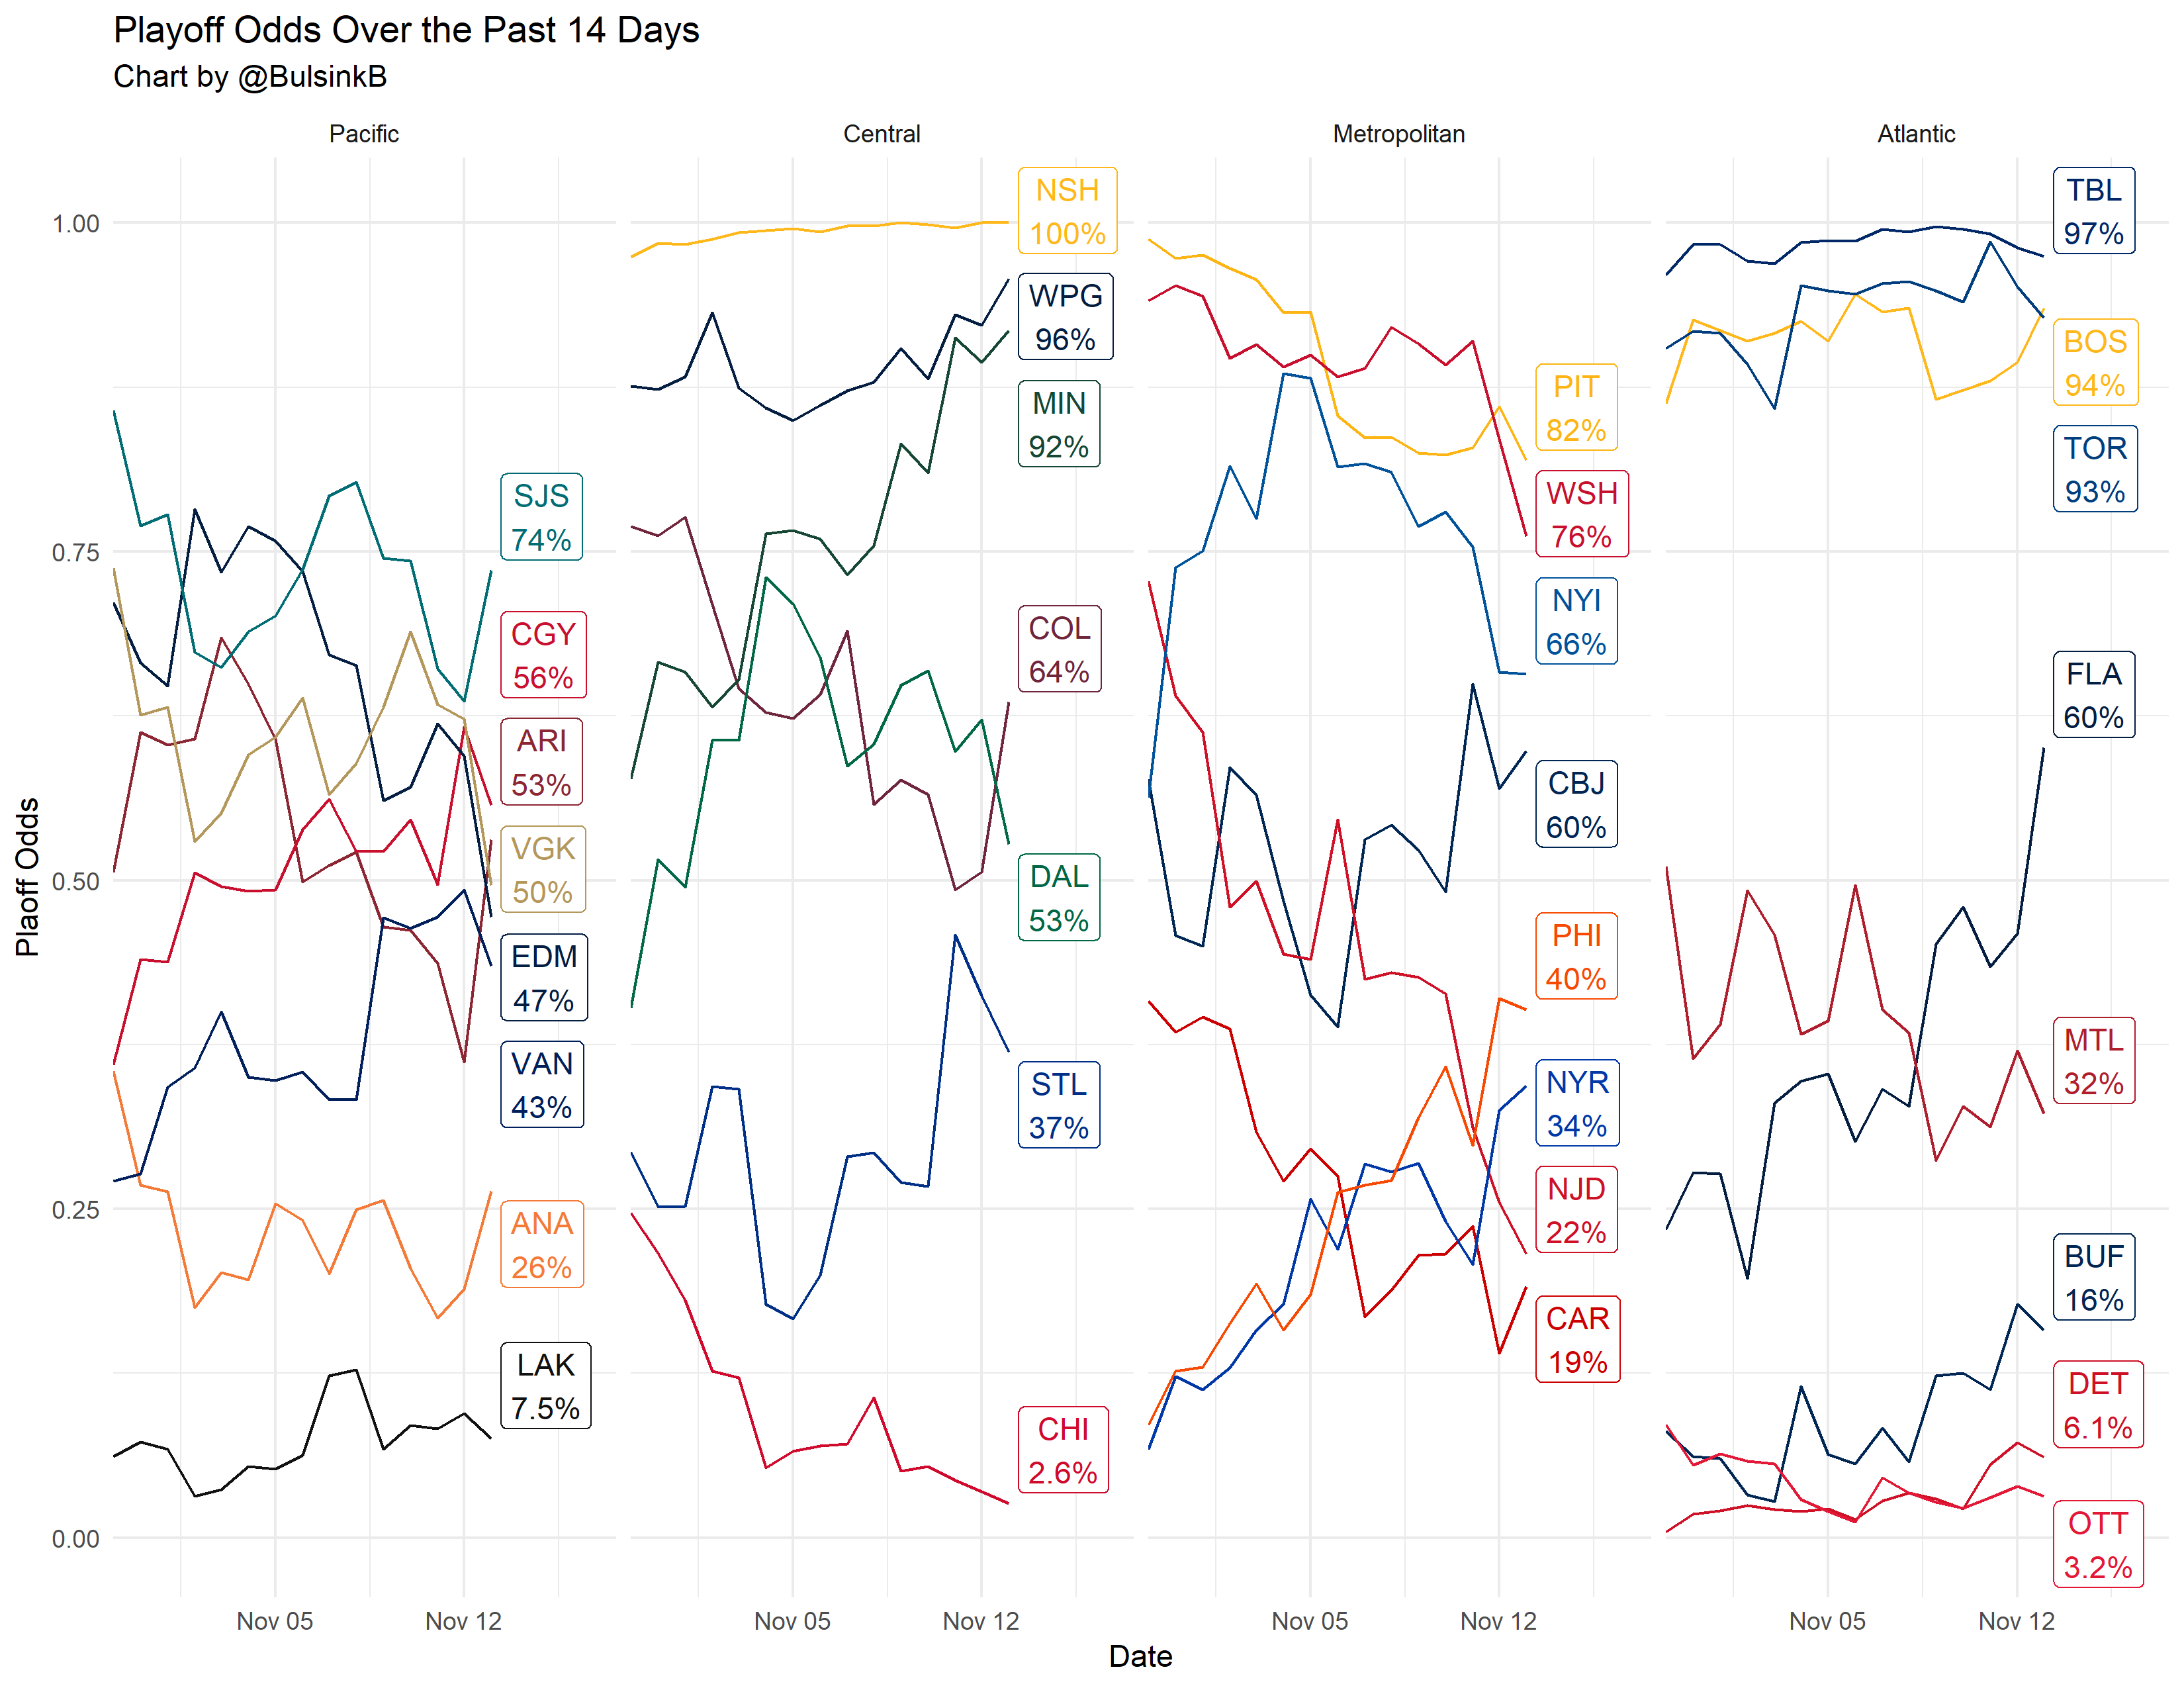 Playoff Odds Over the Past 14 Days
Chart by @BulsinkB
Pacific
Central
Metropolitan
Atlantic
Plaoff Odds
1.00
0.75
0.50
0.25
0.00
SJS
74%
CGY
56%
ARI
53%
VGK
50%
EDM
47%
VAN
43%
ANA
26%
LAK
7.5%
NSH
100%
WPG
96%
MIN
92%
COL
64%
DAL
53%
STL
37%
CHI
2.6%
PIT
82%
WSH
76%
NYI
66%
CBJ
60%
PHI
40%
NYR
34%
NJD
22%
CAR
19%
TBL
97%
BOS
94%
TOR
93%
FLA
60%
MTL
32%
BUF
16%
DET
6.1%
OTT
3.2%
Nov 05
Nov 12
Nov 05
Nov 12
Nov 05
Nov 12
Nov 05
Nov 12
Date